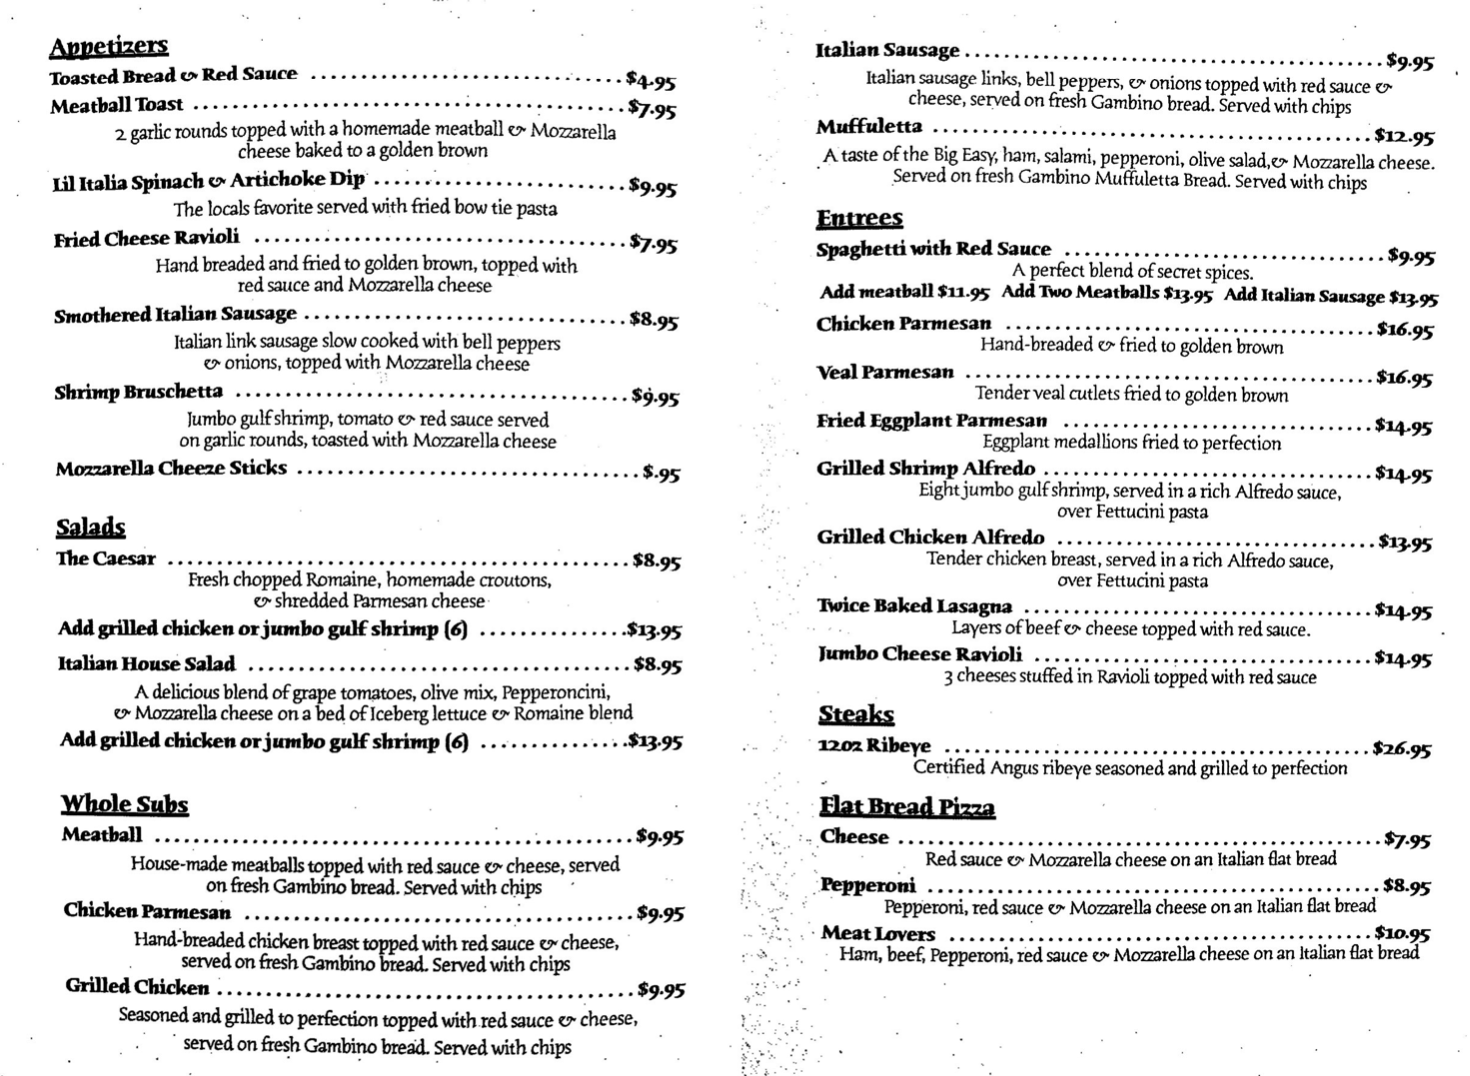 Appetizers
Toasted Bread & Red Sauce ................................ $4.95
Meatball Toast ............................................ $7.95
2 garlic rounds topped with a homemade meatball & Mozzarella
cheese baked to a golden brown
Lil Italia Spinach & Artichoke Dip .......................... $9.95
The locals favorite served with fried bow tie pasta
Fried Cheese Ravioli ...................................... $7.95
Hand breaded and fried to golden brown, topped with
red sauce and Mozzarella cheese
Smothered Italian Sausage ................................. $8.95
Italian link sausage slow cooked with bell peppers
& onions, topped with Mozzarella cheese
Shrimp Bruschetta ........................................ $9.95
Jumbo gulf shrimp, tomato & red sauce served
on garlic rounds, toasted with Mozzarella cheese
Mozzarella Cheeze Sticks ................................... $.95
Salads
The Caesar ............................................... $8.95
Fresh chopped Romaine, homemade croutons,
& shredded Parmesan cheese
Add grilled chicken or jumbo gulf shrimp (6) ............... $13.95
Italian House Salad ....................................... $8.95
A delicious blend of grape tomatoes, olive mix, Pepperoncini,
& Mozzarella cheese on a bed of Iceberg lettuce & Romaine blend
Add grilled chicken or jumbo gulf shrimp (6) ............... $13.95
Whole Subs
Meatball ................................................. $9.95
House-made meatballs topped with red sauce & cheese, served
on fresh Gambino bread. Served with chips
Chicken Parmesan ........................................ $9.95
Hand-breaded chicken breast topped with red sauce & cheese,
served on fresh Gambino bread. Served with chips
Grilled Chicken ........................................... $9.95
Seasoned and grilled to perfection topped with red sauce & cheese,
served on fresh Gambino bread. Served with chips
Italian Sausage ........................................... $9.95
Italian sausage links, bell peppers, & onions topped with red sauce &
cheese, served on fresh Gambino bread. Served with chips
Muffuletta .............................................. $12.95
A taste of the Big Easy, ham, salami, pepperoni, olive salad,& Mozzarella cheese.
Served on fresh Gambino Muffuletta Bread. Served with chips
Entrees
Spaghetti with Red Sauce ................................. $9.95
A perfect blend of secret spices.
Add meatball $11.95 Add Two Meatballs $13.95 Add Italian Sausage $13.95
Chicken Parmesan ...................................... $16.95
Hand-breaded & fried to golden brown
Veal Parmesan .......................................... $16.95
Tender veal cutlets fried to golden brown
Fried Eggplant Parmesan ................................ $14.95
Eggplant medallions fried to perfection
Grilled Shrimp Alfredo .................................. $14.95
Eight jumbo gulf shrimp, served in a rich Alfredo sauce,
over Fettucini pasta
Grilled Chicken Alfredo ................................. $13.95
Tender chicken breast, served in a rich Alfredo sauce,
over Fettucini pasta
Twice Baked Lasagna .................................... $14.95
Layers of beef & cheese topped with red sauce.
Jumbo Cheese Ravioli ................................... $14.95
3 cheeses stuffed in Ravioli topped with red sauce
Steaks
12oz Ribeye ............................................ $26.95
Certified Angus ribeye seasoned and grilled to perfection
Flat Bread Pizza
Cheese .................................................. $7.95
Red sauce & Mozzarella cheese on an Italian flat bread
Pepperoni ............................................... $8.95
Pepperoni, red sauce & Mozzarella cheese on an Italian flat bread
Meat Lovers ............................................ $10.95
Ham, beef, Pepperoni, red sauce & Mozzarella cheese on an Italian flat bread